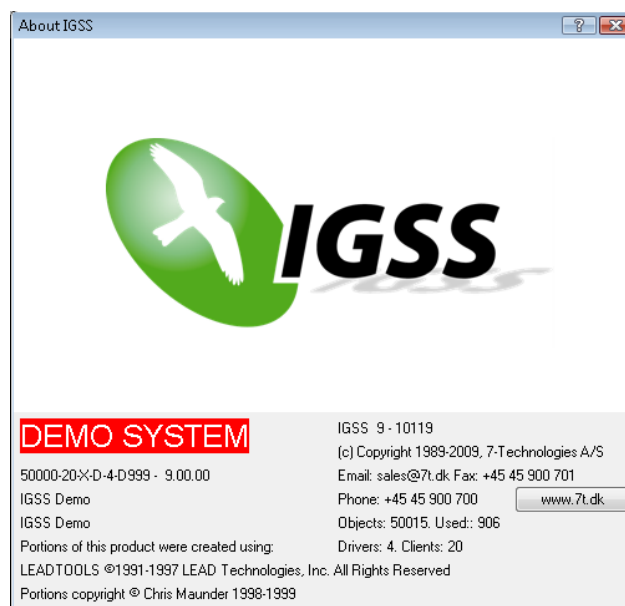 About IGSS
IGSS
DEMO SYSTEM
50000-20-X-D-4-D999 - 9.00.00
IGSS Demo
IGSS Demo
Portions of this product were created using:
IGSS 9 - 10119
(c) Copyright 1989-2009, 7-Technologies A/S
Email: sales@7t.dk Fax: +45 45 900 701
Phone: +45 45 900 700
www.7t.dk
Objects: 50015. Used:: 906
Drivers: 4. Clients: 20
LEADTOOLS ©1991-1997 LEAD Technologies, Inc. All Rights Reserved
Portions copyright © Chris Maunder 1998-1999